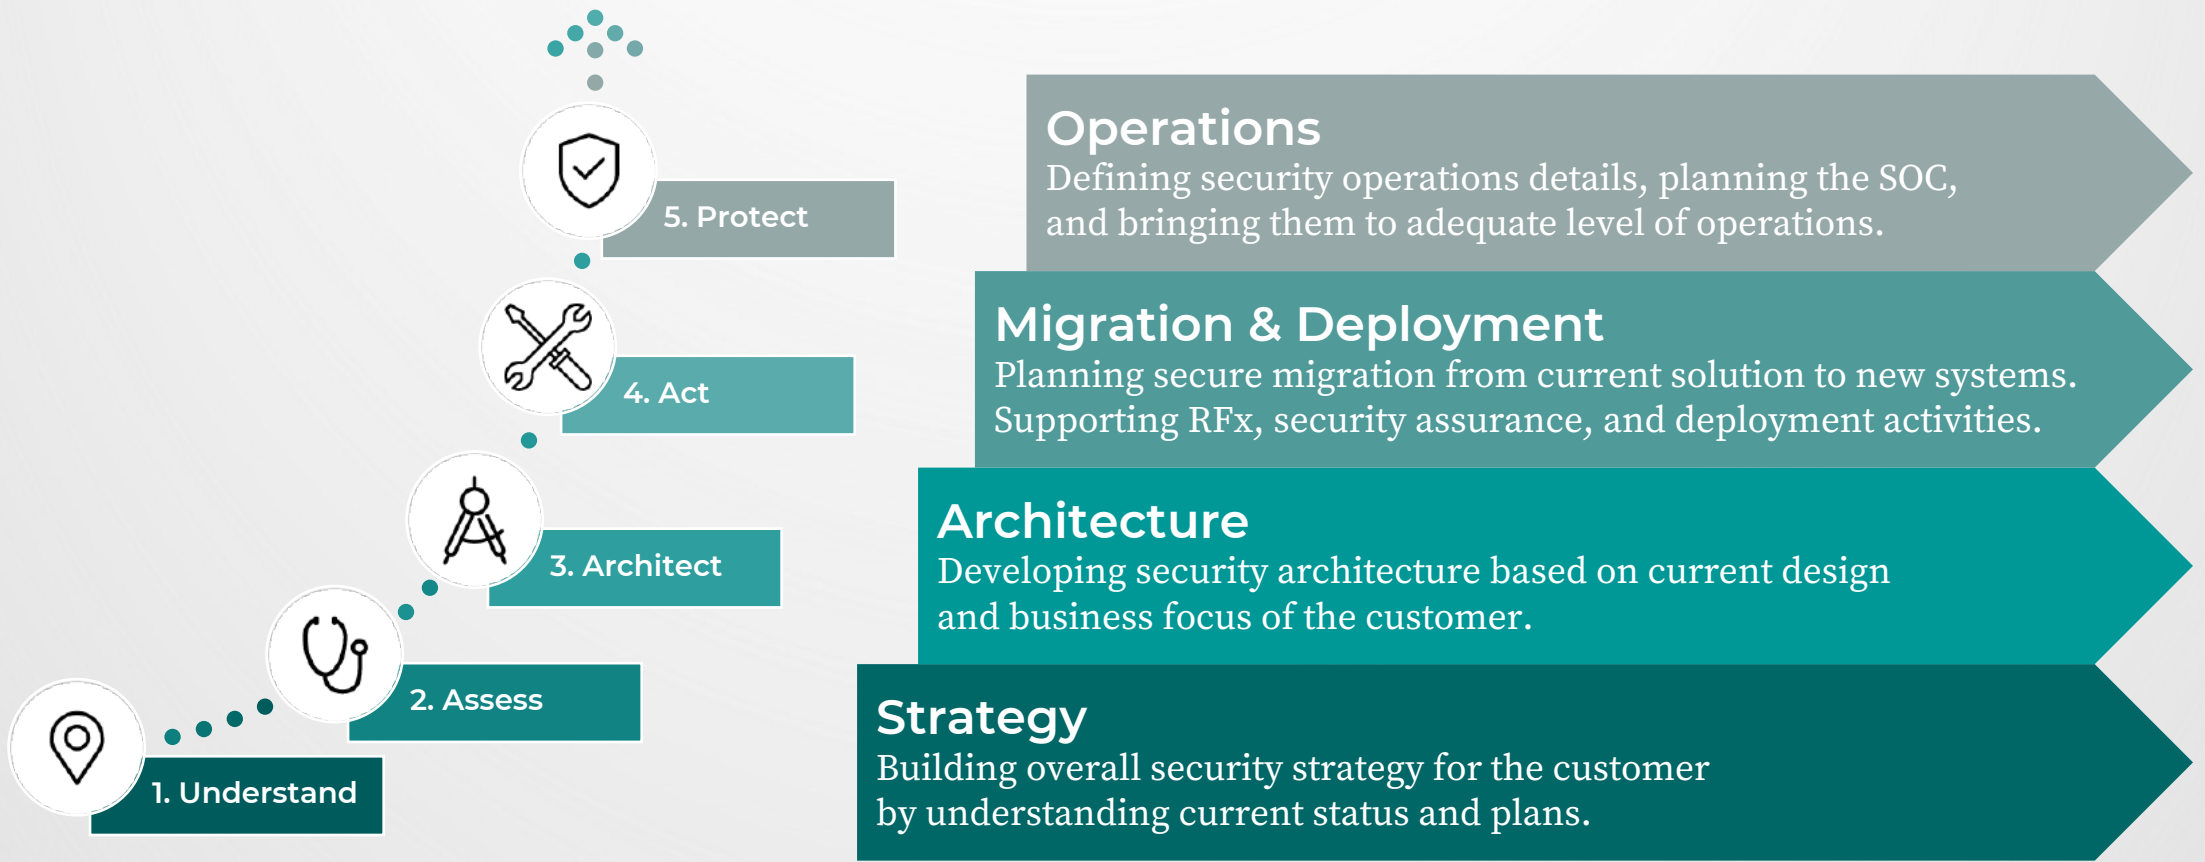 5. Protect
4. Act
3. Architect
2. Assess
1. Understand
Operations
Defining security operations details, planning the SOC,
and bringing them to adequate level of operations.
Migration & Deployment
Planning secure migration from current solution to new systems.
Supporting RFx, security assurance, and deployment activities.
Architecture
Developing security architecture based on current design
and business focus of the customer.
Strategy
Building overall security strategy for the customer
by understanding current status and plans.